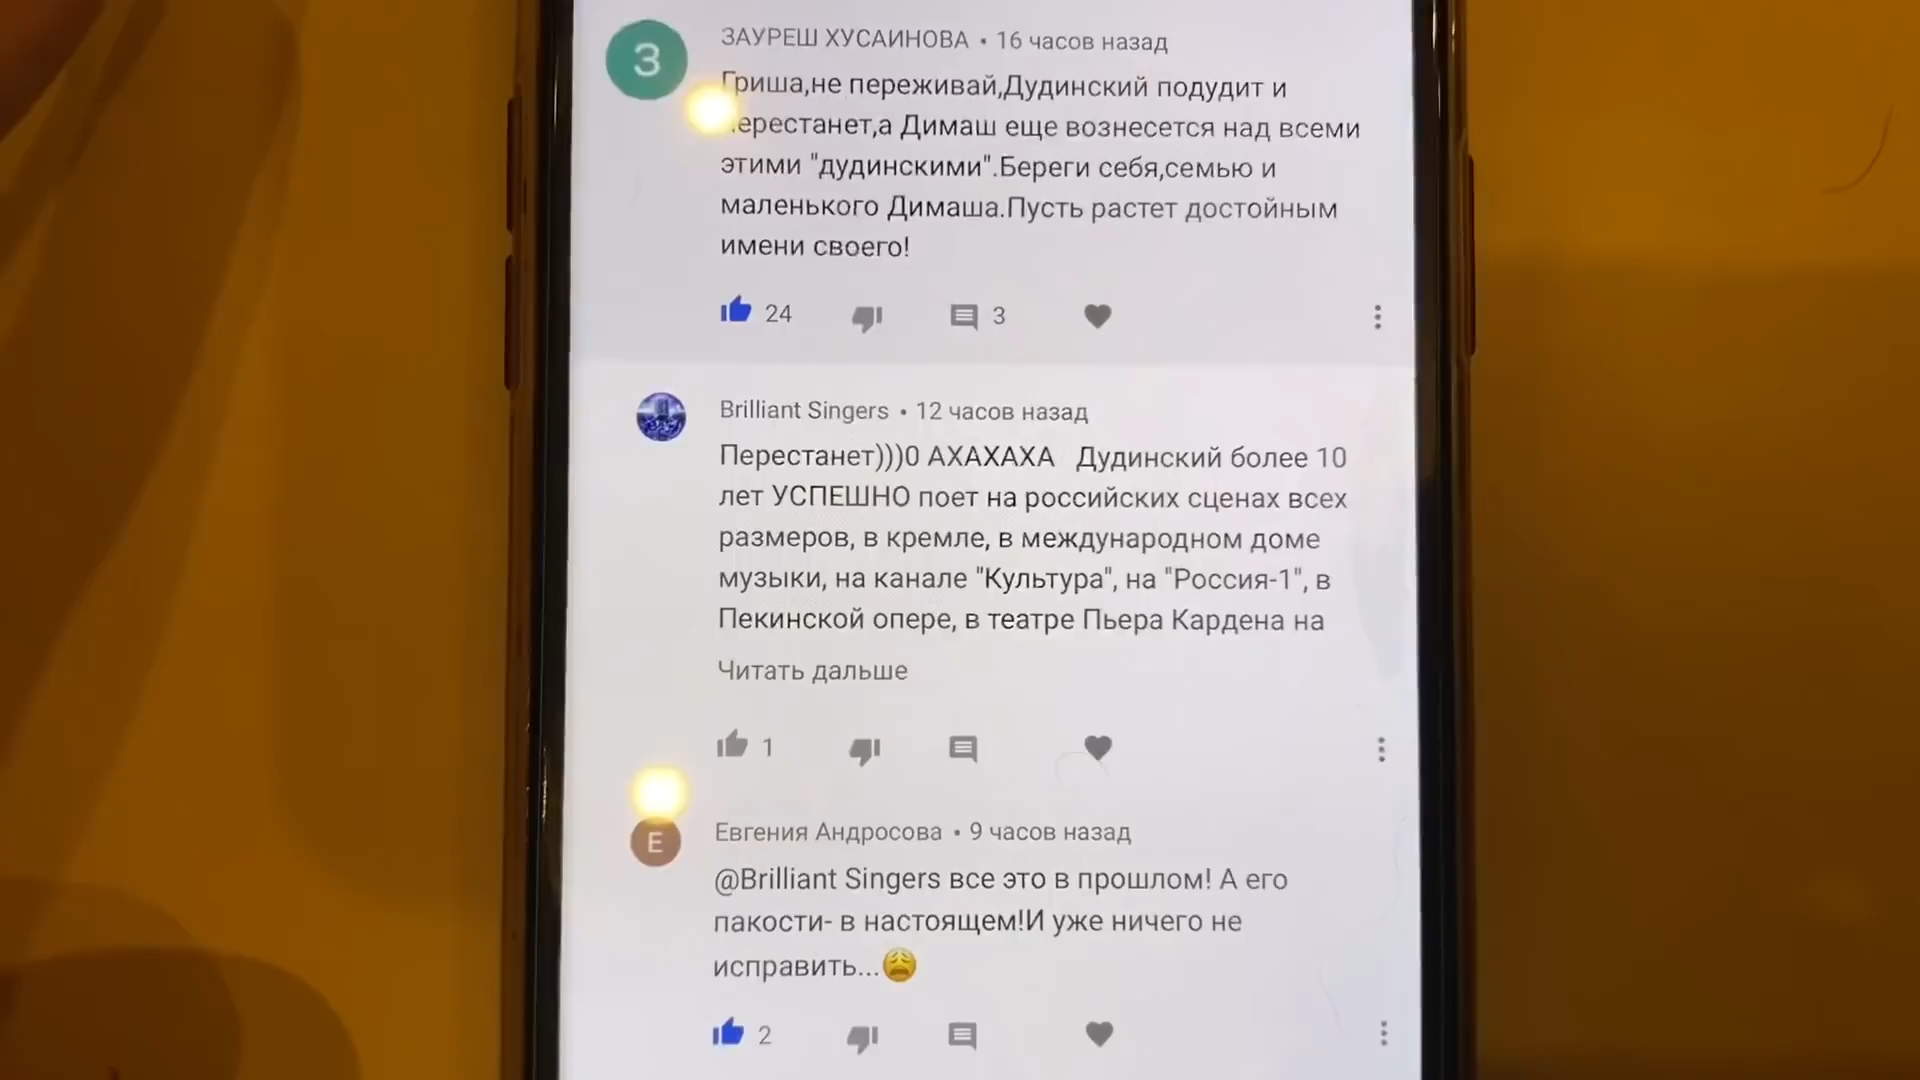 З
ЗАУРЕШ ХУСАИНОВА • 16 часов назад
Гриша,не переживай,Дудинский подудит и
перестанет,а Димаш еще вознесется над всеми
этими "дудинскими".Береги себя,семью и
маленького Димаша.Пусть растет достойным
имени своего!
24 3
Brilliant Singers • 12 часов назад
Перестанет)))0 АХАХАХА Дудинский более 10
лет УСПЕШНО поет на российских сценах всех
размеров, в кремле, в международном доме
музыки, на канале "Культура", на "Россия-1", в
Пекинской опере, в театре Пьера Кардена на
Читать дальше
1
Е
Евгения Андросова • 9 часов назад
@Brilliant Singers все это в прошлом! А его
пакости- в настоящем!И уже ничего не
исправить...😩
2